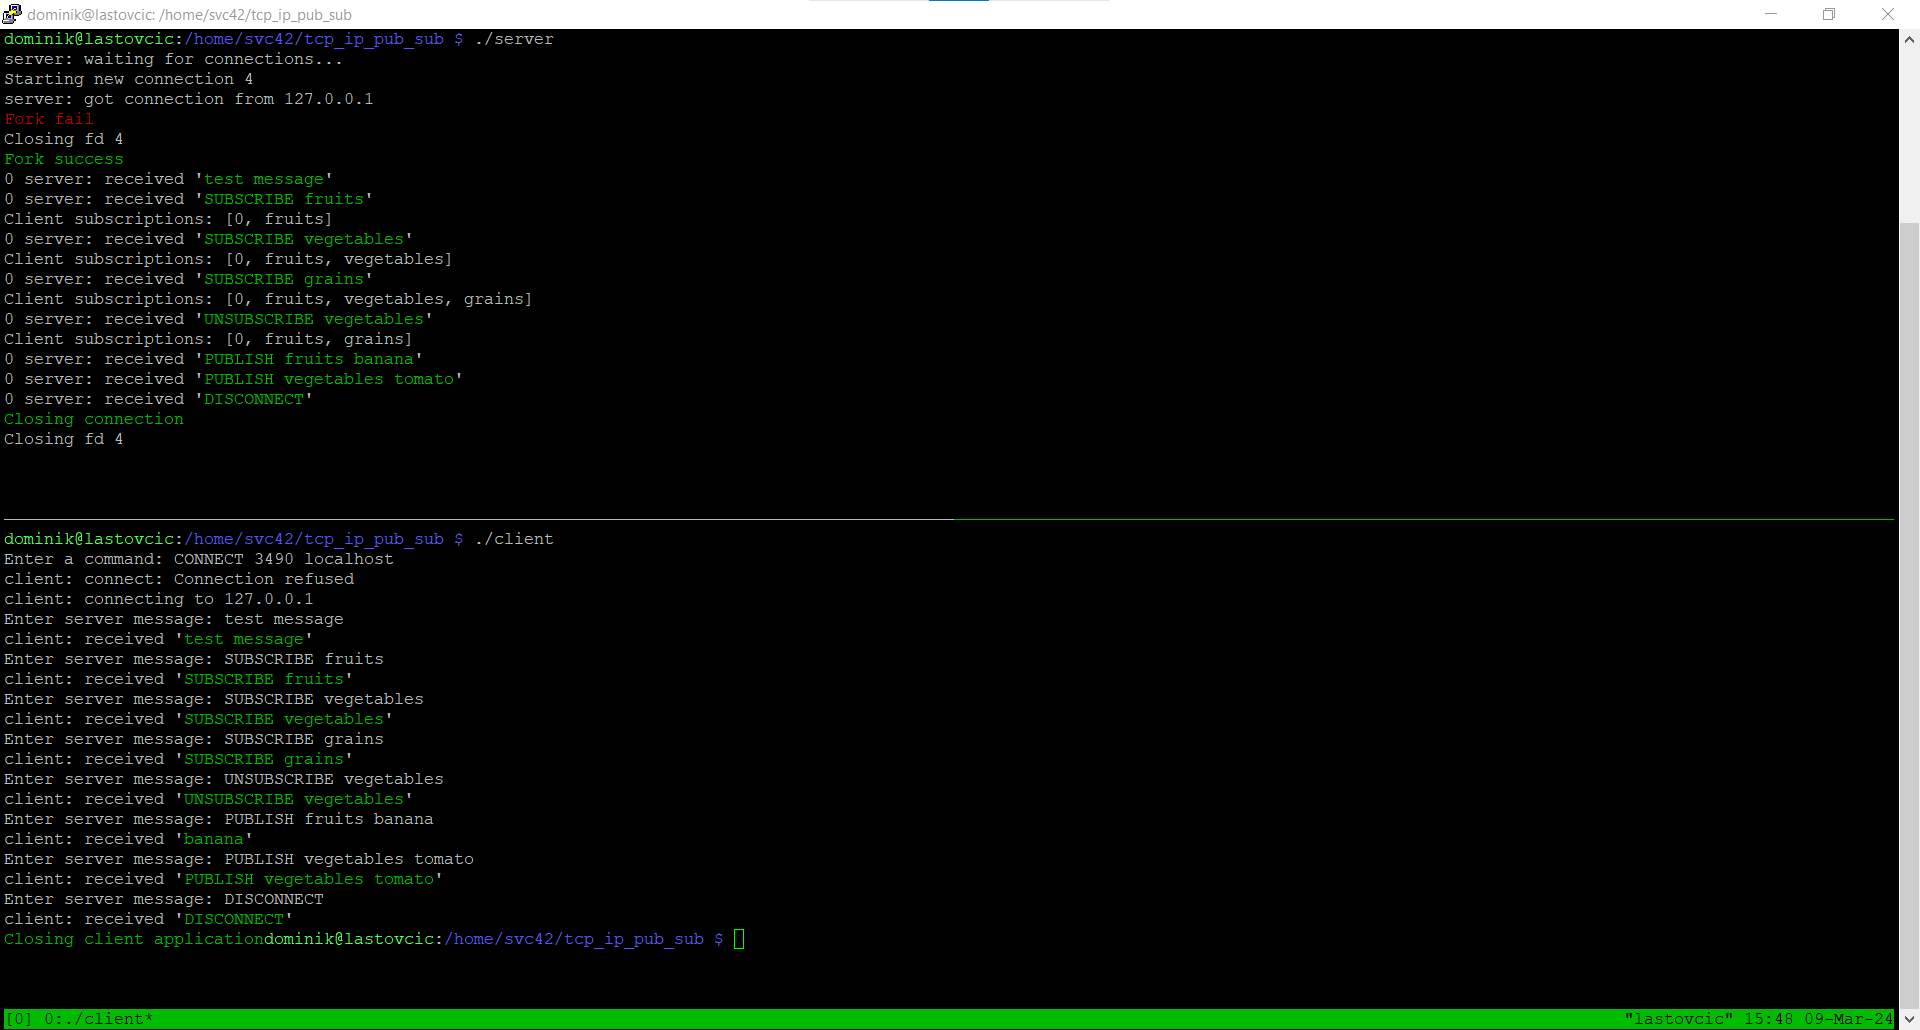 dominik@lastovcic: /home/svc42/tcp_ip_pub_sub
dominik@lastovcic:/home/svc42/tcp_ip_pub_sub $ ./server
server: waiting for connections...
Starting new connection 4
server: got connection from 127.0.0.1
Fork fail
Closing fd 4
Fork success
0 server: received 'test message'
0 server: received 'SUBSCRIBE fruits'
Client subscriptions: [0, fruits]
0 server: received 'SUBSCRIBE vegetables'
Client subscriptions: [0, fruits, vegetables]
0 server: received 'SUBSCRIBE grains'
Client subscriptions: [0, fruits, vegetables, grains]
0 server: received 'UNSUBSCRIBE vegetables'
Client subscriptions: [0, fruits, grains]
0 server: received 'PUBLISH fruits banana'
0 server: received 'PUBLISH vegetables tomato'
0 server: received 'DISCONNECT'
Closing connection
Closing fd 4
dominik@lastovcic:/home/svc42/tcp_ip_pub_sub $ ./client
Enter a command: CONNECT 3490 localhost
client: connect: Connection refused
client: connecting to 127.0.0.1
Enter server message: test message
client: received 'test message'
Enter server message: SUBSCRIBE fruits
client: received 'SUBSCRIBE fruits'
Enter server message: SUBSCRIBE vegetables
client: received 'SUBSCRIBE vegetables'
Enter server message: SUBSCRIBE grains
client: received 'SUBSCRIBE grains'
Enter server message: UNSUBSCRIBE vegetables
client: received 'UNSUBSCRIBE vegetables'
Enter server message: PUBLISH fruits banana
client: received 'banana'
Enter server message: PUBLISH vegetables tomato
client: received 'PUBLISH vegetables tomato'
Enter server message: DISCONNECT
client: received 'DISCONNECT'
Closing client applicationdominik@lastovcic:/home/svc42/tcp_ip_pub_sub $
[0] 0:./client* "lastovcic" 15:48 09-Mar-24